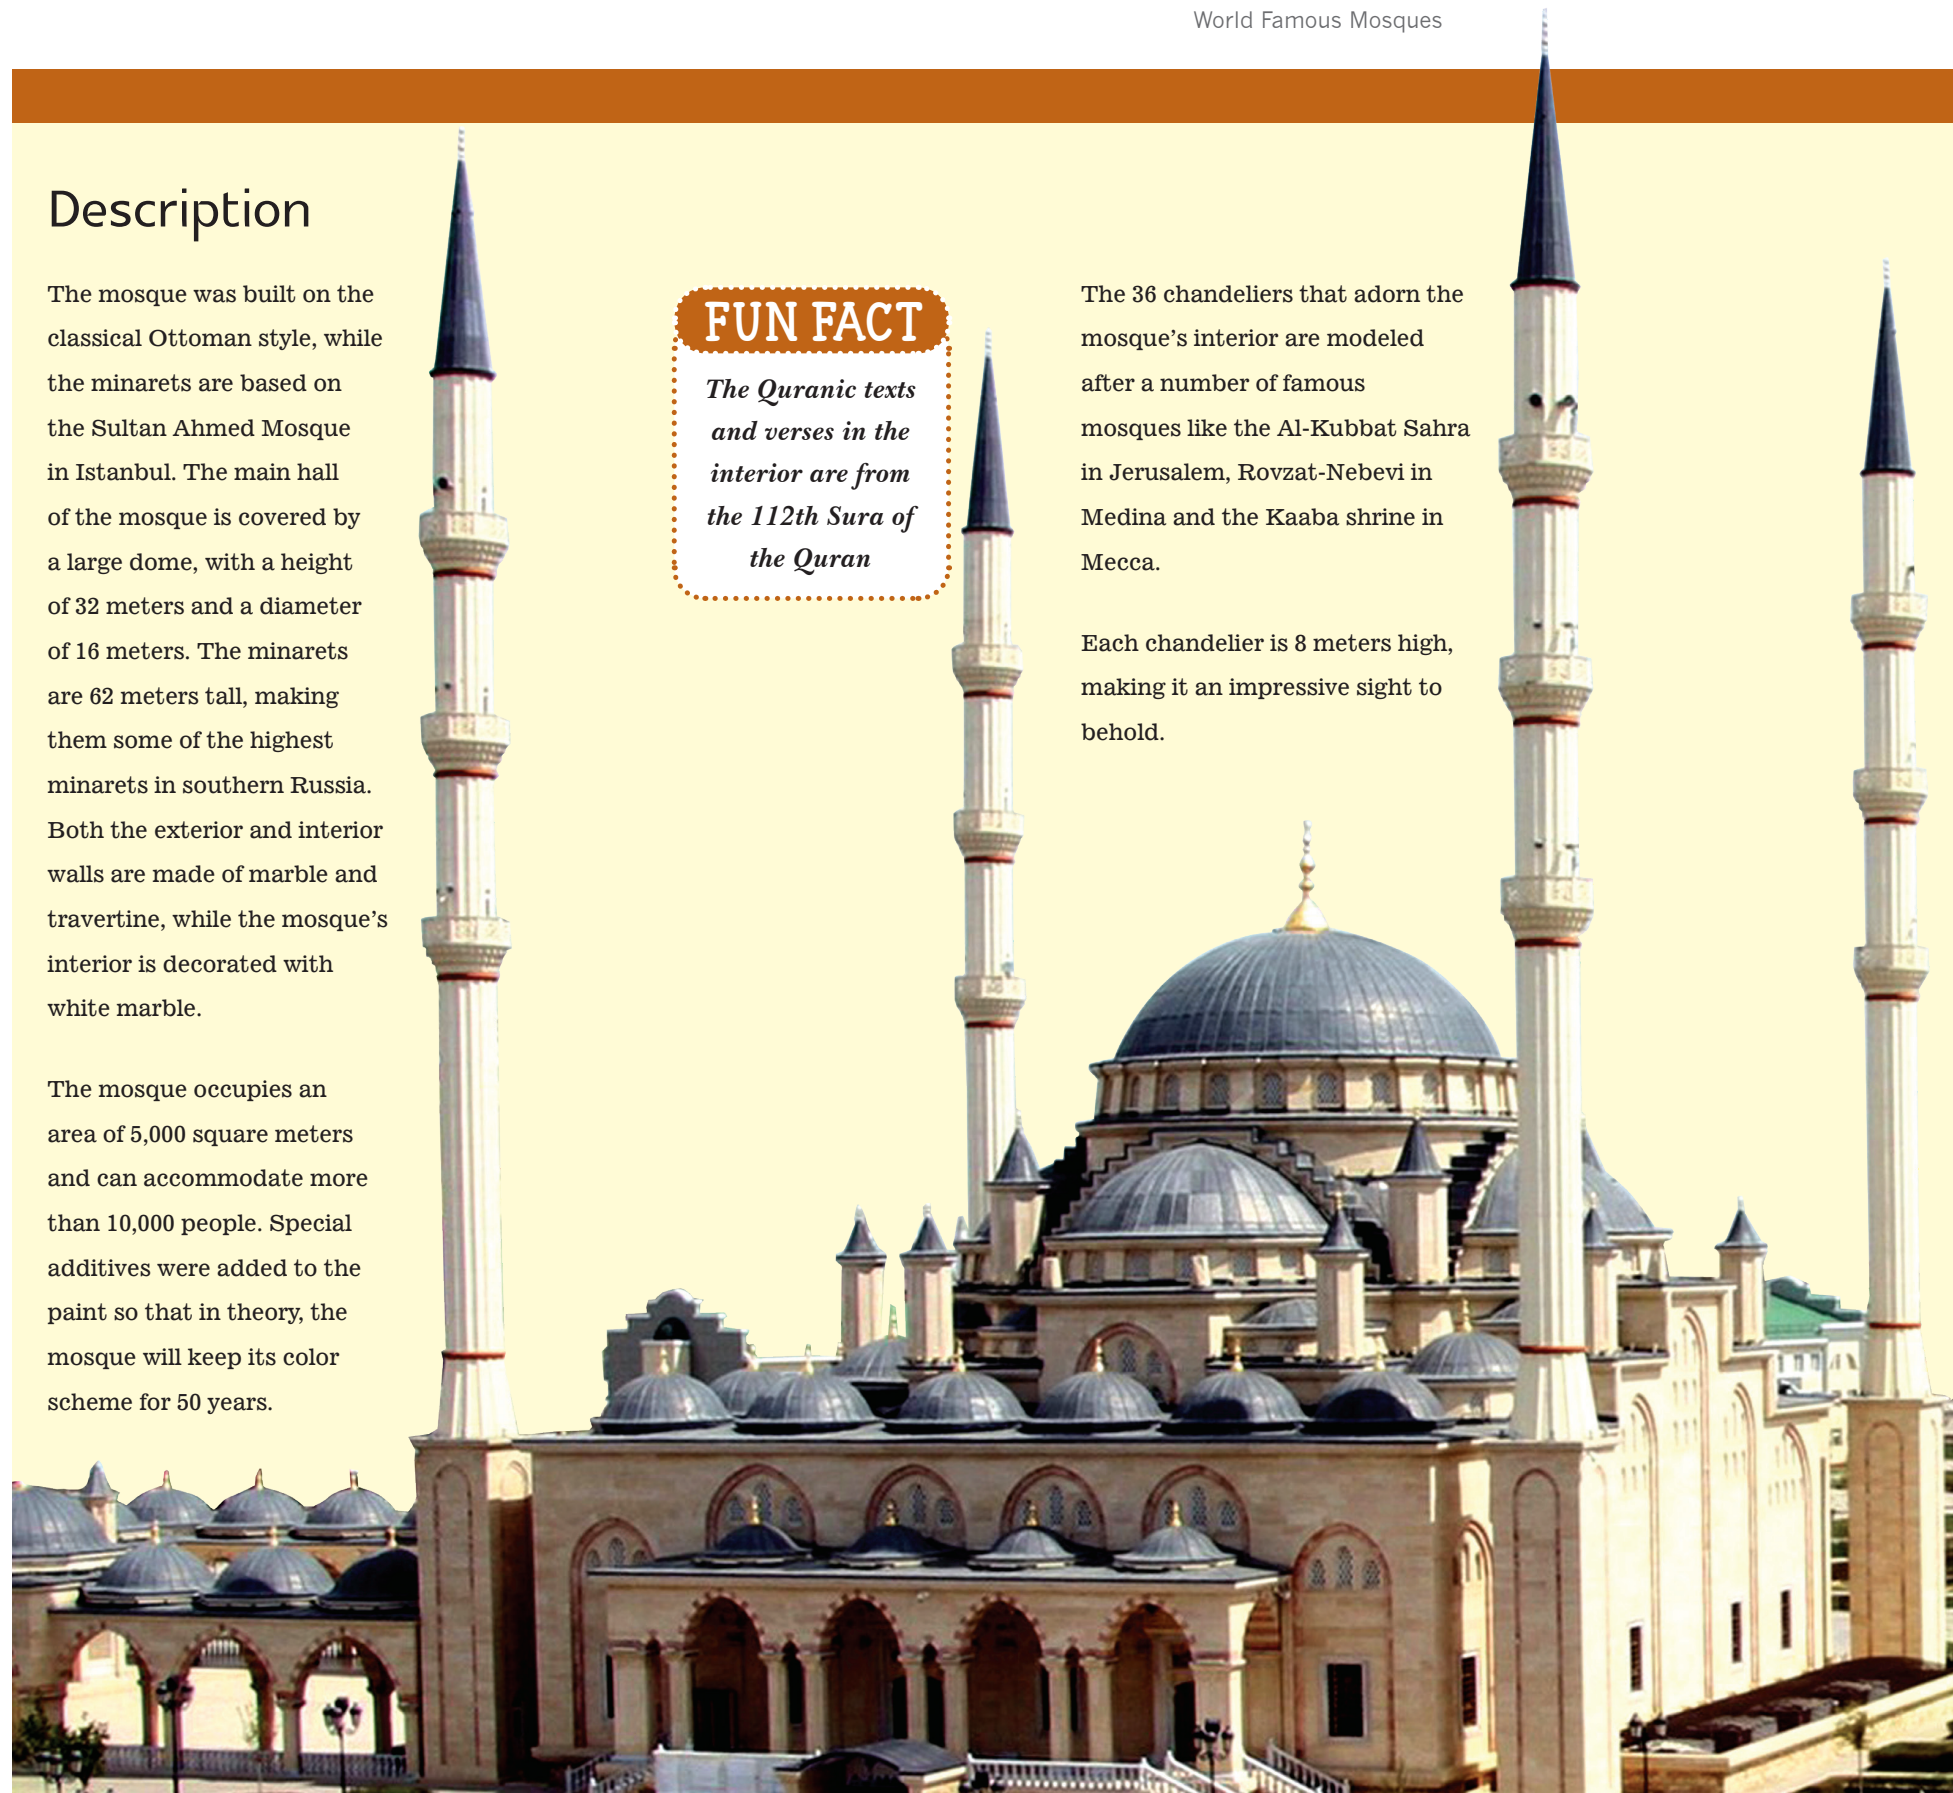 World Famous Mosques
Description
The mosque was built on the
classical Ottoman style, while
the minarets are based on
the Sultan Ahmed Mosque
in Istanbul. The main hall
of the mosque is covered by
a large dome, with a height
of 32 meters and a diameter
of 16 meters. The minarets
are 62 meters tall, making
them some of the highest
minarets in southern Russia.
Both the exterior and interior
walls are made of marble and
travertine, while the mosque’s
interior is decorated with
white marble.
The mosque occupies an
area of 5,000 square meters
and can accommodate more
than 10,000 people. Special
additives were added to the
paint so that in theory, the
mosque will keep its color
scheme for 50 years.
FUN FACT
The Quranic texts
and verses in the
interior are from
the 112th Sura of
the Quran
The 36 chandeliers that adorn the
mosque’s interior are modeled
after a number of famous
mosques like the Al-Kubbat Sahra
in Jerusalem, Rovzat-Nebevi in
Medina and the Kaaba shrine in
Mecca.
Each chandelier is 8 meters high,
making it an impressive sight to
behold.